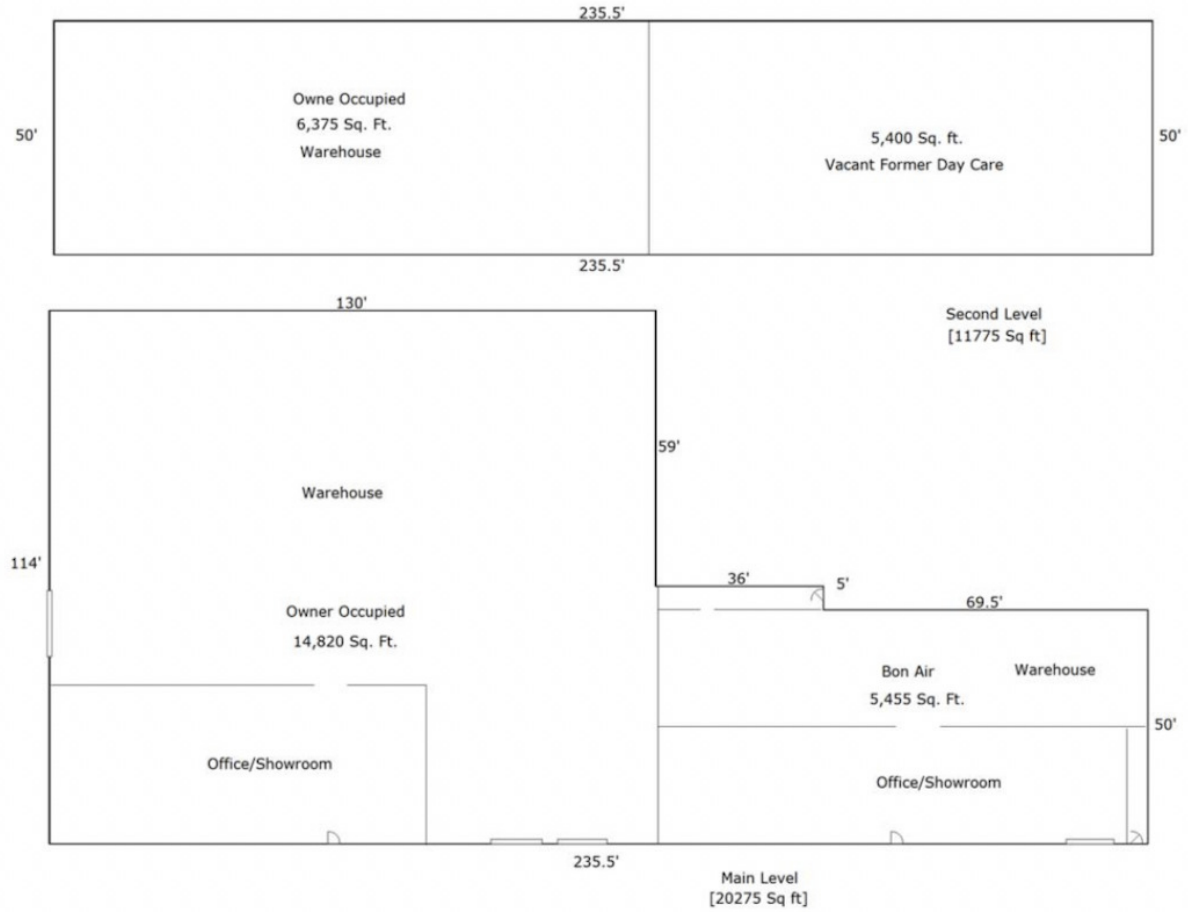 235.5'
Owne Occupied
6,375 Sq. Ft.
Warehouse
50'
5,400 Sq. ft.
Vacant Former Day Care
50'
235.5'
130'
Second Level
[11775 Sq ft]
59'
Warehouse
114'
36'
5'
69.5'
Owner Occupied
14,820 Sq. Ft.
Bon Air
Warehouse
5,455 Sq. Ft.
50'
Office/Showroom
Office/Showroom
235.5'
Main Level
[20275 Sq ft]